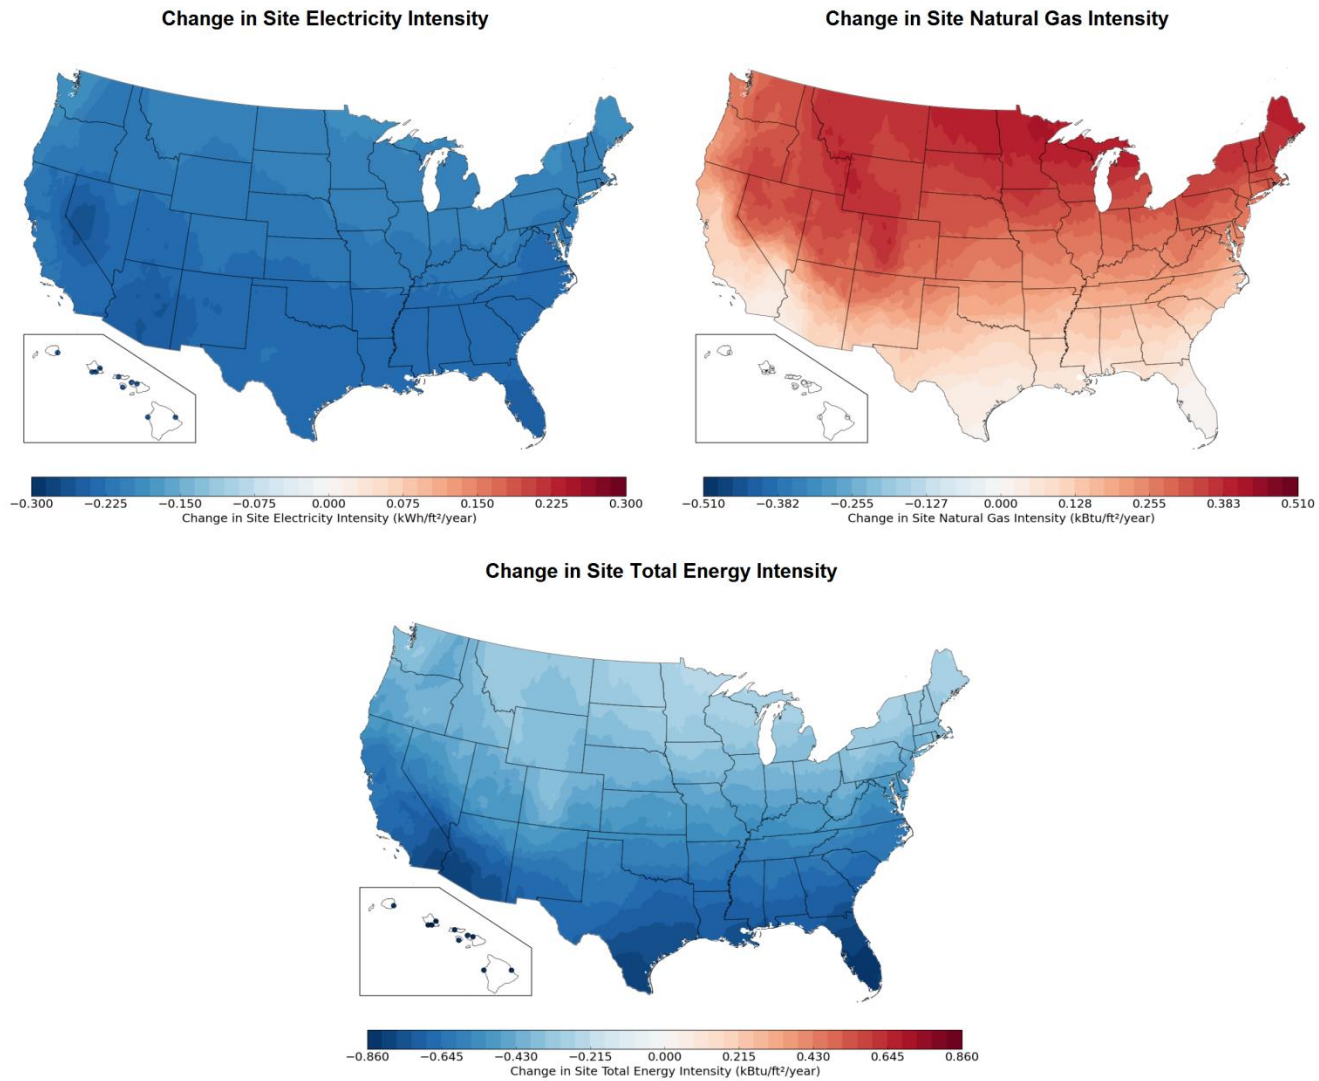 Change in Site Electricity Intensity
Change in Site Natural Gas Intensity
−0.300 −0.225 −0.150 −0.075 0.000 0.075 0.150 0.225 0.300
Change in Site Electricity Intensity (kWh/ft²/year)
−0.510 −0.382 −0.255 −0.127 0.000 0.128 0.255 0.383 0.510
Change in Site Natural Gas Intensity (kBtu/ft²/year)
Change in Site Total Energy Intensity
−0.860 −0.645 −0.430 −0.215 0.000 0.215 0.430 0.645 0.860
Change in Site Total Energy Intensity (kBtu/ft²/year)